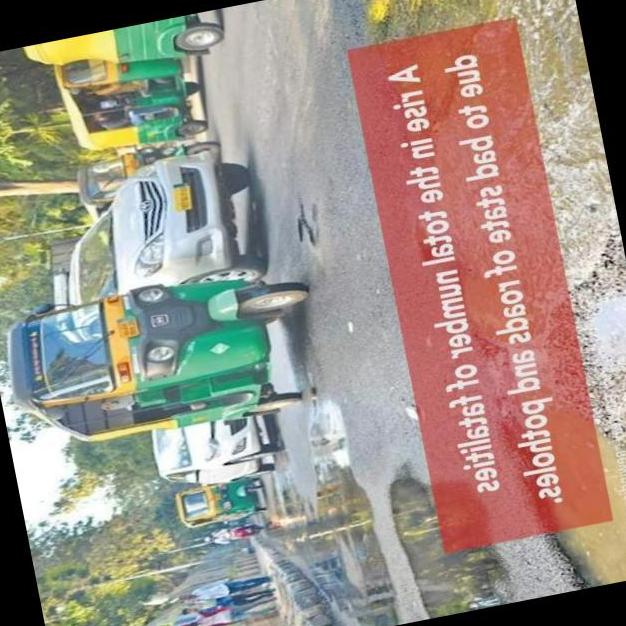 A rise in the total number of fatalities
due to bad state of roads and potholes.